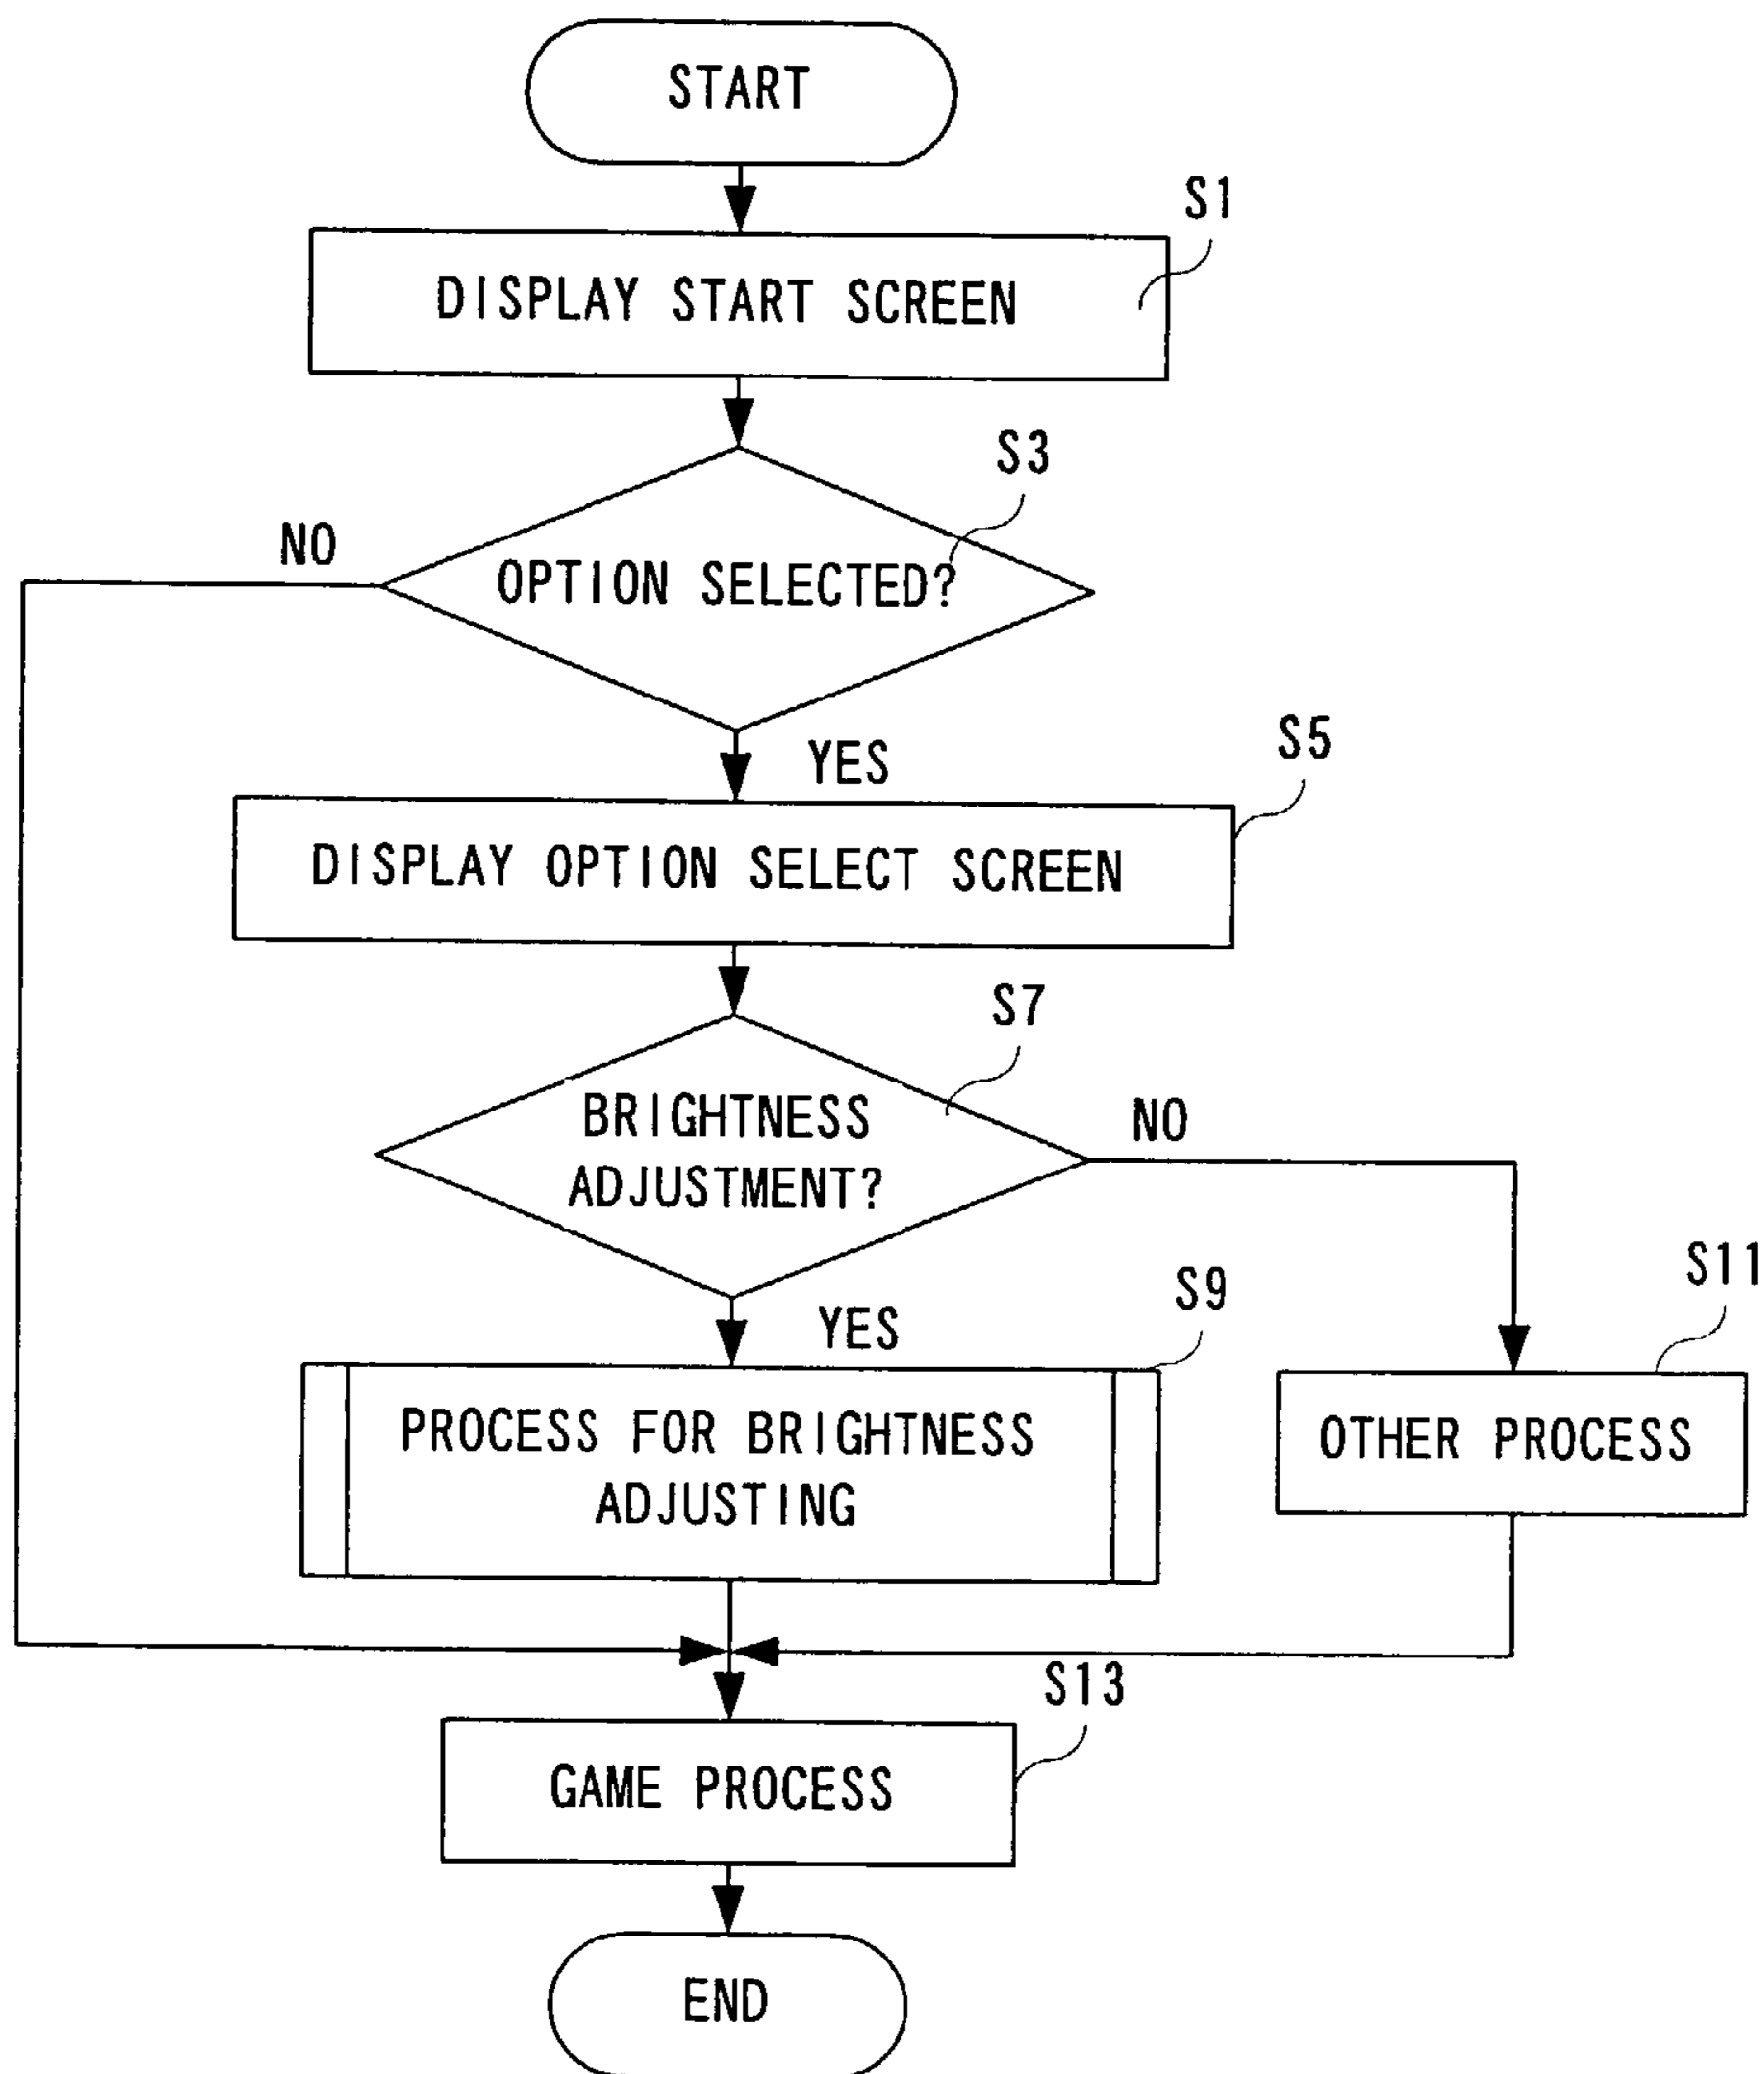 START
S1
DISPLAY START SCREEN
S3
NO
OPTION SELECTED?
YES
S5
DISPLAY OPTION SELECT SCREEN
S7
BRIGHTNESS
ADJUSTMENT?
NO
YES
S9
S11
PROCESS FOR BRIGHTNESS
ADJUSTING
OTHER PROCESS
S13
GAME PROCESS
END